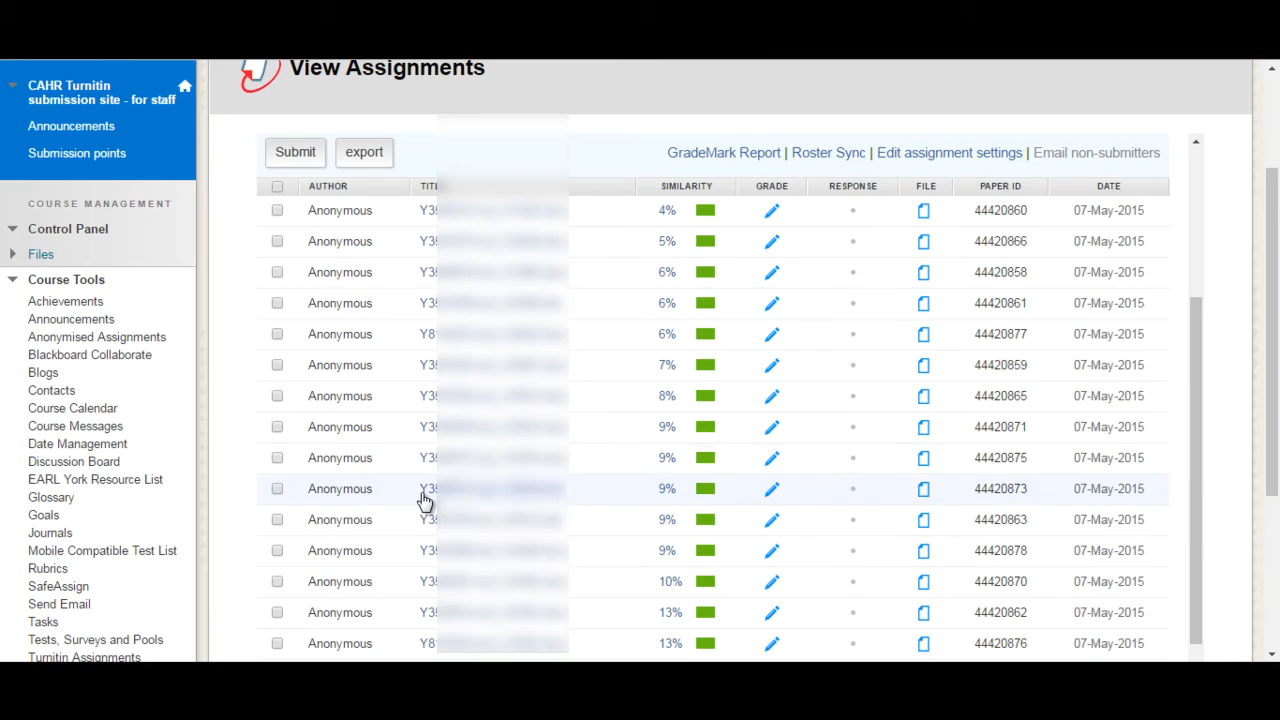 View Assignments
CAHR Turnitin
submission site - for staff
Announcements
Submission points
COURSE MANAGEMENT
Control Panel
Files
Course Tools
Achievements
Announcements
Anonymised Assignments
Blackboard Collaborate
Blogs
Contacts
Course Calendar
Course Messages
Date Management
Discussion Board
EARL York Resource List
Glossary
Goals
Journals
Mobile Compatible Test List
Rubrics
SafeAssign
Send Email
Tasks
Tests, Surveys and Pools
Turnitin Assignments
Submit export GradeMark Report | Roster Sync | Edit assignment settings | Email non-submitters
AUTHOR SIMILARITY GRADE RESPONSE FILE PAPER ID DATE
Anonymous 4% 44420860 07-May-2015
Anonymous 5% 44420866 07-May-2015
Anonymous 6% 44420858 07-May-2015
Anonymous 6% 44420861 07-May-2015
Anonymous 6% 44420877 07-May-2015
Anonymous 7% 44420859 07-May-2015
Anonymous 8% 44420865 07-May-2015
Anonymous 9% 44420871 07-May-2015
Anonymous 9% 44420875 07-May-2015
Anonymous 9% 44420873 07-May-2015
Anonymous 9% 44420863 07-May-2015
Anonymous 9% 44420878 07-May-2015
Anonymous 10% 44420870 07-May-2015
Anonymous 13% 44420862 07-May-2015
Anonymous 13% 44420876 07-May-2015